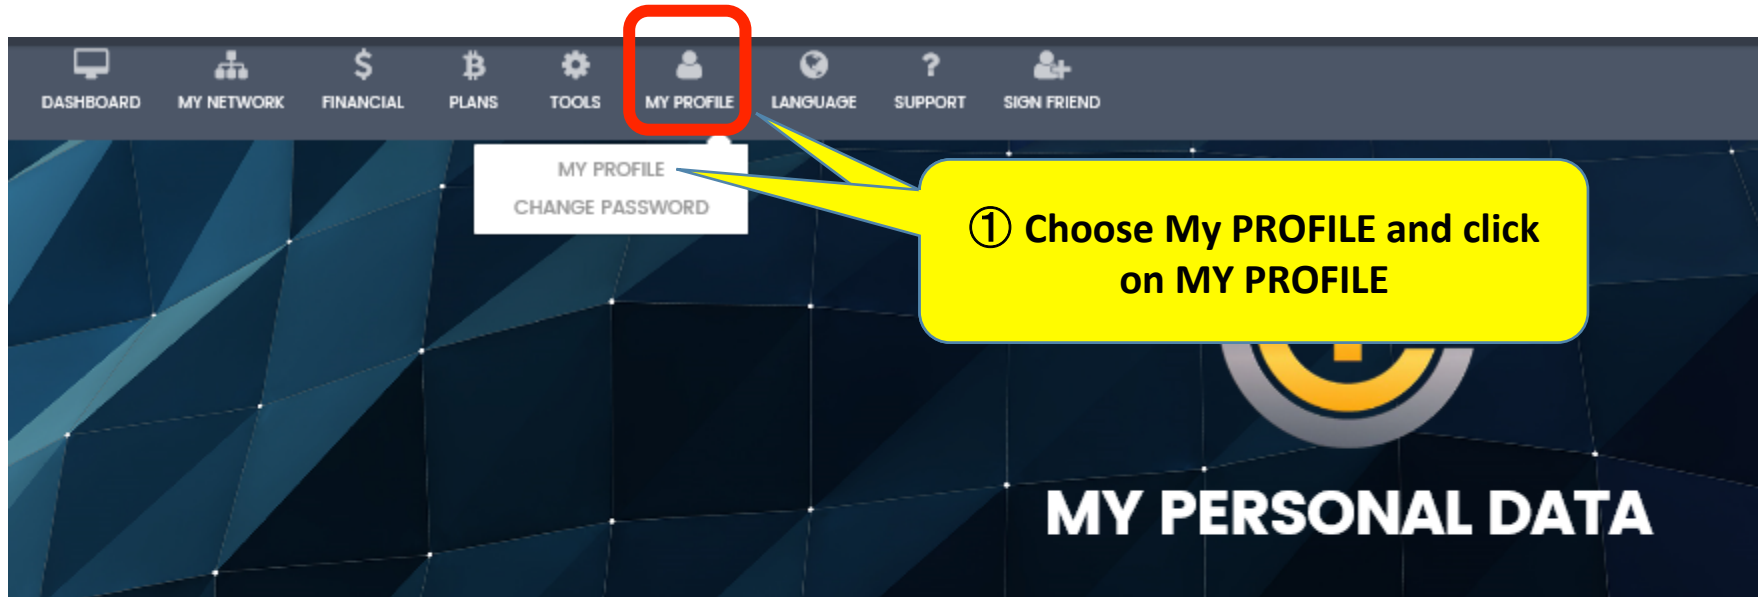 DASHBOARD MY NETWORK FINANCIAL PLANS TOOLS MY PROFILE LANGUAGE SUPPORT SIGN FRIEND
MY PROFILE
CHANGE PASSWORD
① Choose My PROFILE and click
on MY PROFILE
MY PERSONAL DATA